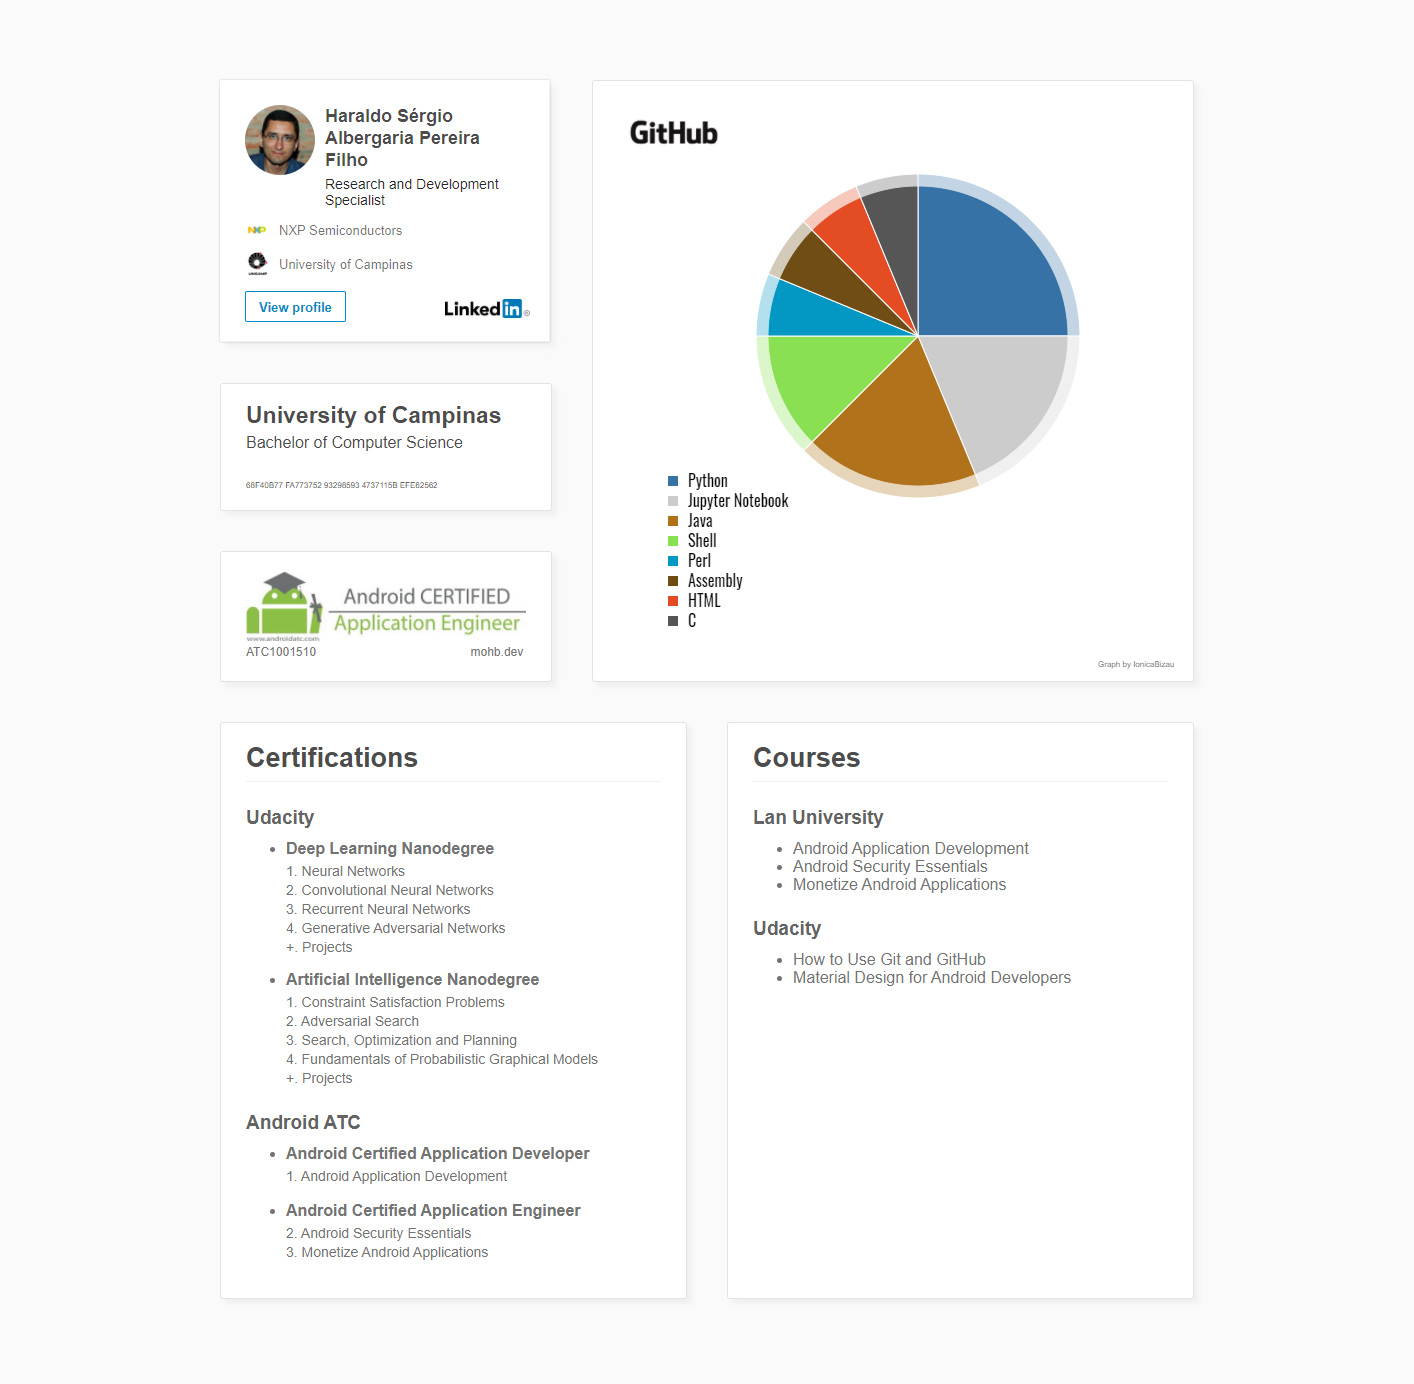 Haraldo Sérgio
Albergaria Pereira
Filho
Research and Development
Specialist
NXP
NXP Semiconductors
UNICAMP
University of Campinas
View profile
Linked in ®
University of Campinas
Bachelor of Computer Science
68F40B77 FA773752 93298593 4737115B EFE62562
Android CERTIFIED
Application Engineer
www.androidatc.com
ATC1001510
mohb.dev
GitHub
Python
Jupyter Notebook
Java
Shell
Perl
Assembly
HTML
C
Graph by IonicaBizau
Certifications
Udacity
• Deep Learning Nanodegree
1. Neural Networks
2. Convolutional Neural Networks
3. Recurrent Neural Networks
4. Generative Adversarial Networks
+. Projects
• Artificial Intelligence Nanodegree
1. Constraint Satisfaction Problems
2. Adversarial Search
3. Search, Optimization and Planning
4. Fundamentals of Probabilistic Graphical Models
+. Projects
Android ATC
• Android Certified Application Developer
1. Android Application Development
• Android Certified Application Engineer
2. Android Security Essentials
3. Monetize Android Applications
Courses
Lan University
• Android Application Development
• Android Security Essentials
• Monetize Android Applications
Udacity
• How to Use Git and GitHub
• Material Design for Android Developers